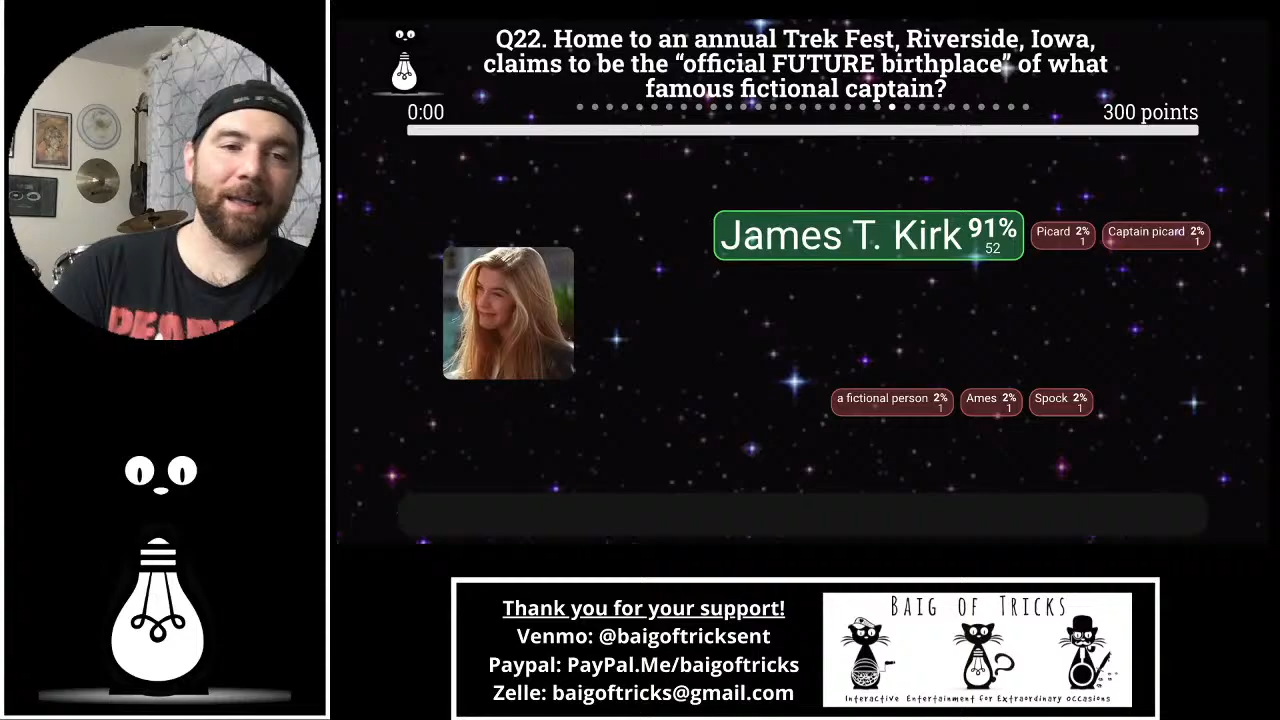 Q22. Home to an annual Trek Fest, Riverside, Iowa,
claims to be the “official FUTURE birthplace” of what
famous fictional captain?
0:00
300 points
James T. Kirk 91%
52
Picard 2%
1
Captain picard 2%
1
a fictional person 2%
1
Ames 2%
1
Spock 2%
1
Thank you for your support!
Venmo: @baigoftricksent
Paypal: PayPal.Me/baigoftricks
Zelle: baigoftricks@gmail.com
BAIG OF TRICKS
Interactive Entertainment for Extraordinary occasions